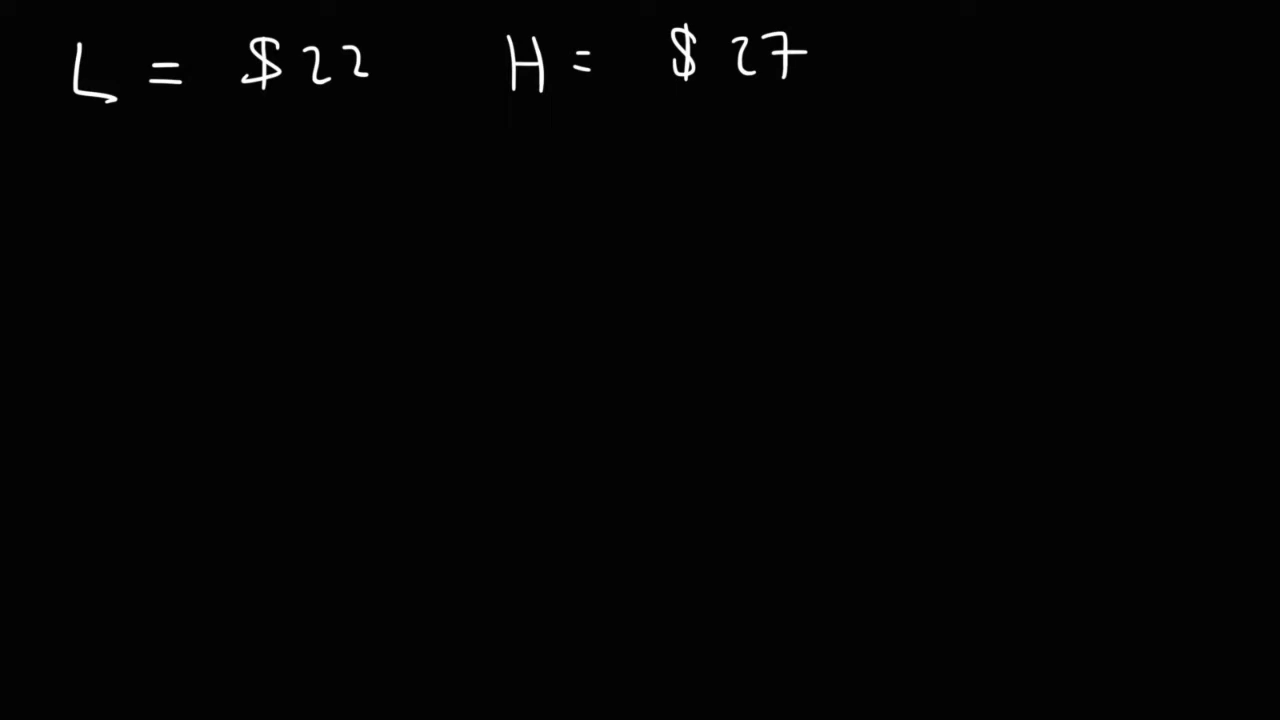 L = $22 H = $27